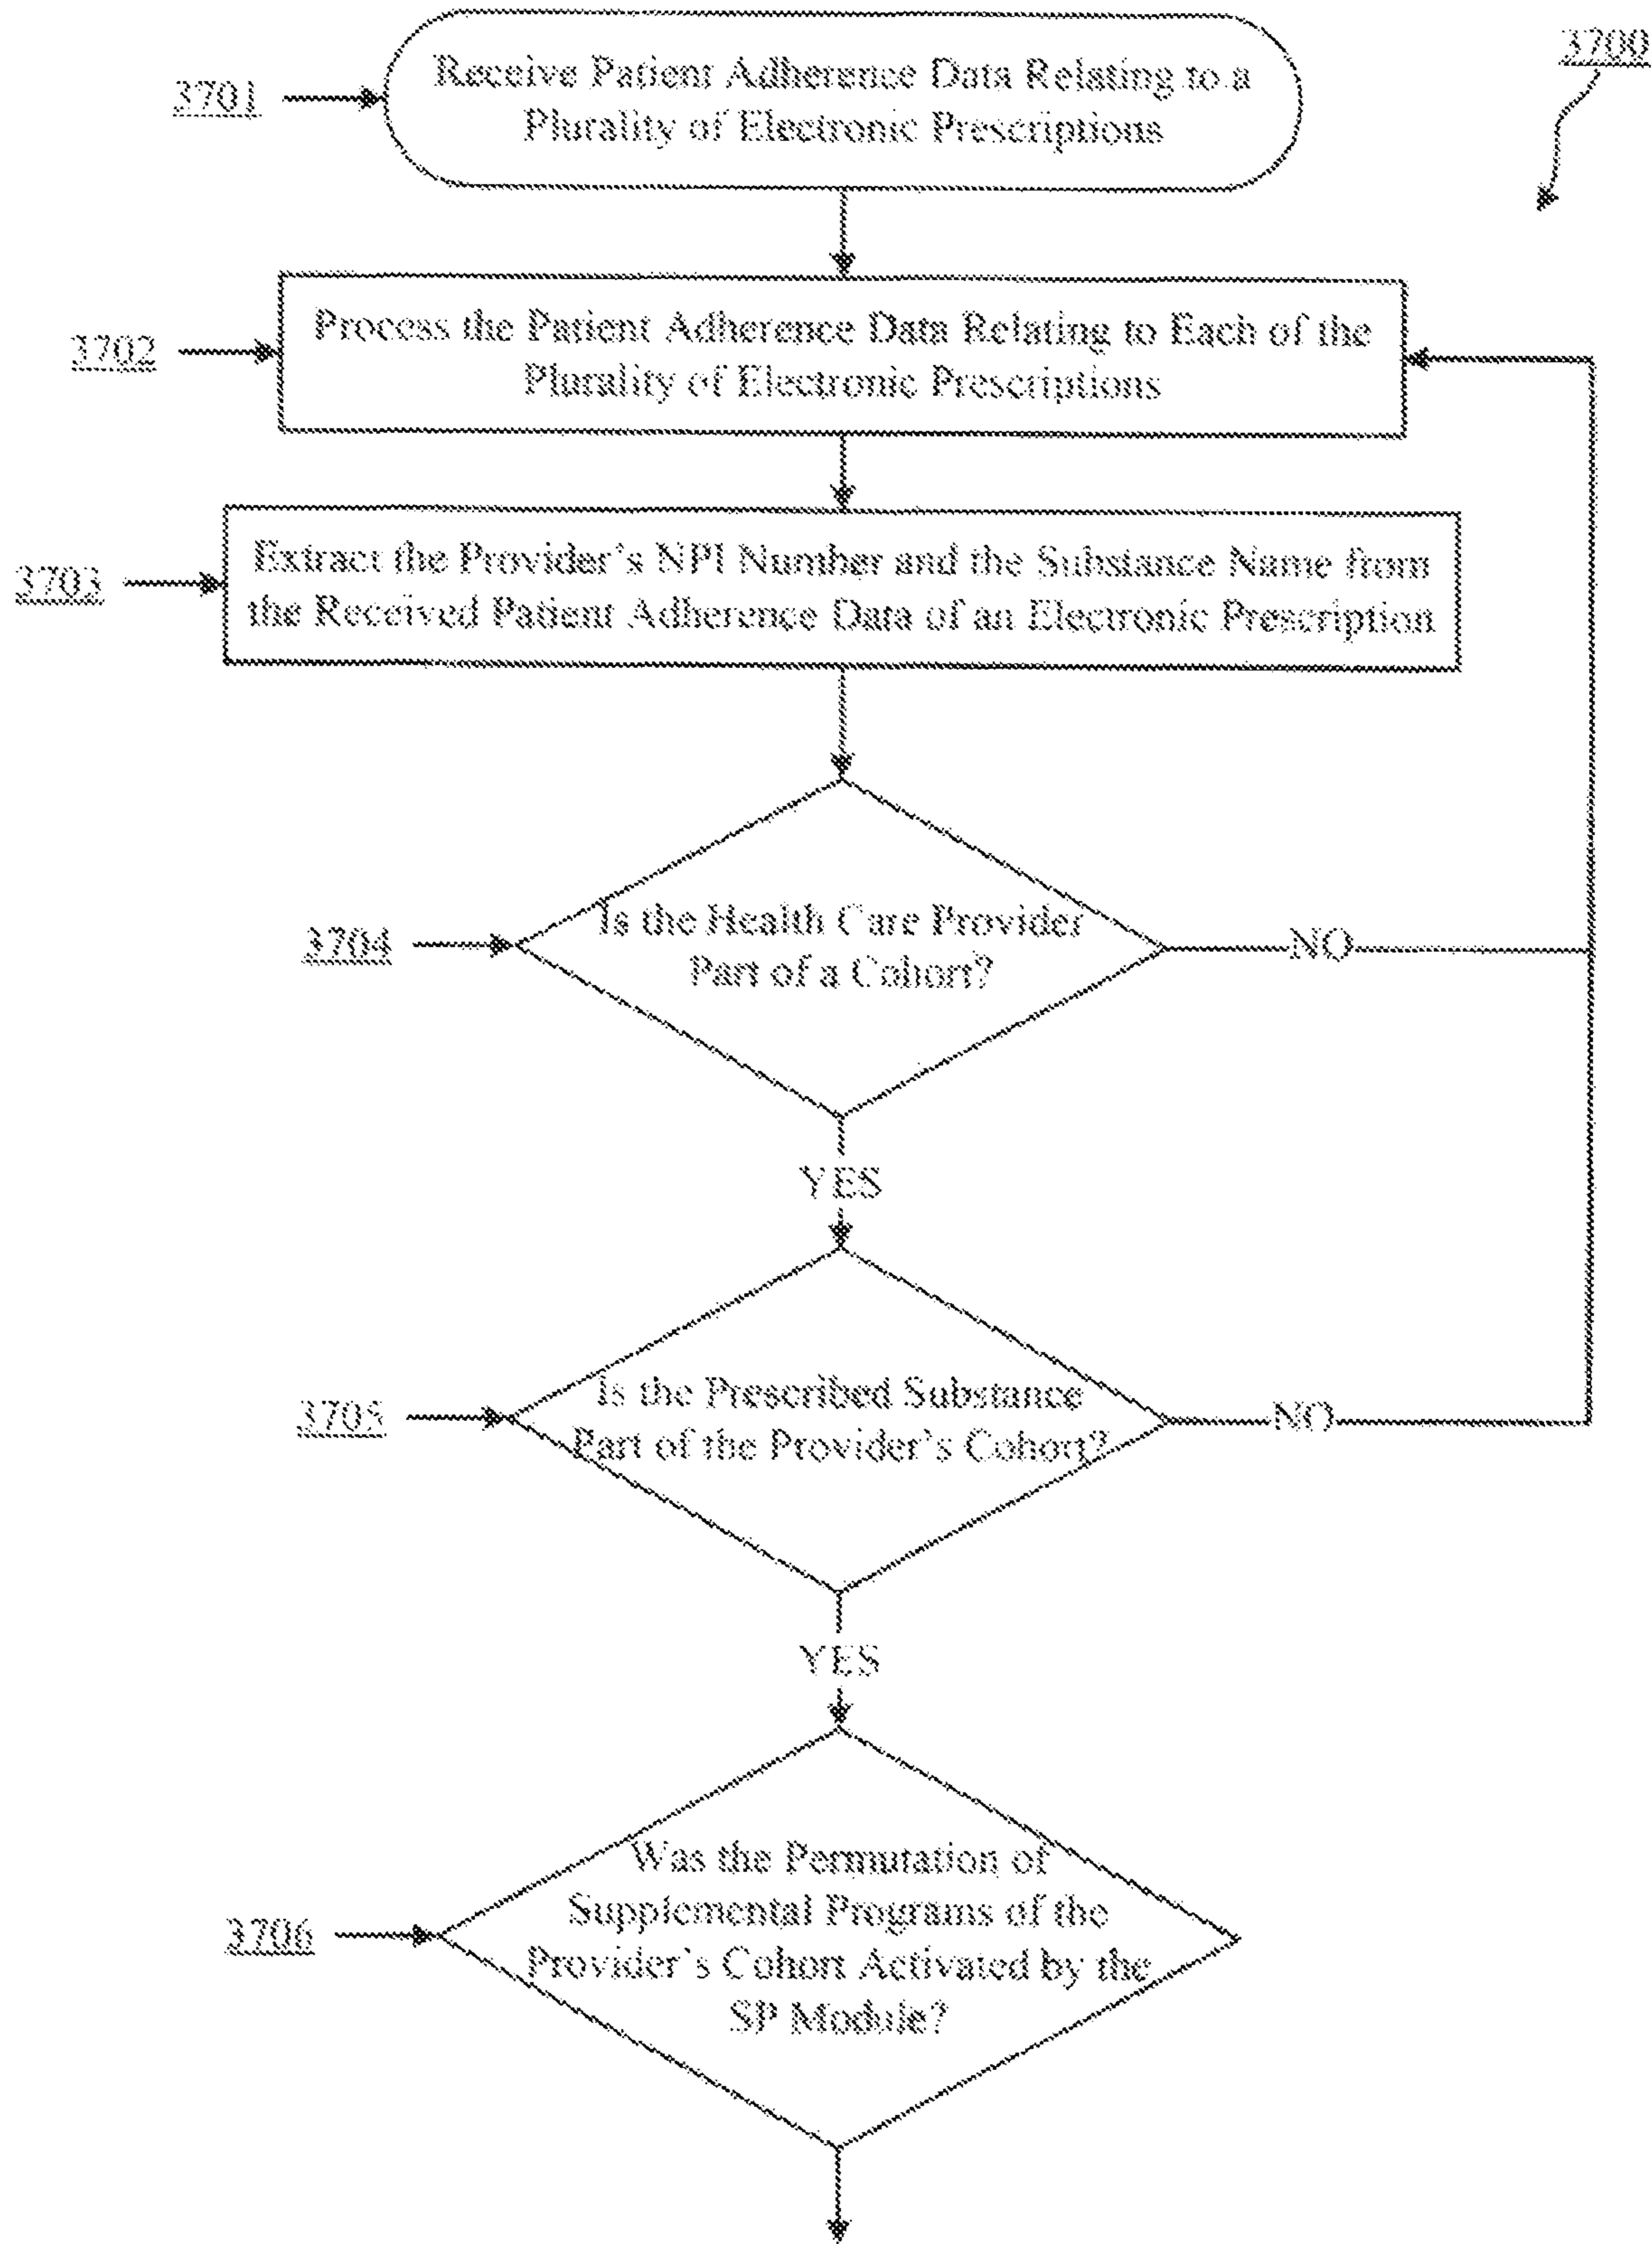 3700
3701
Receive Patient Adherence Data Relating to a
Plurality of Electronic Prescriptions
3702
Process the Patient Adherence Data Relating to Each of the
Plurality of Electronic Prescriptions
3703
Extract the Provider's NPI Number and the Substance Name from
the Received Patient Adherence Data of an Electronic Prescription
3704
Is the Health Care Provider
Part of a Cohort?
NO
YES
3705
Is the Prescribed Substance
Part of the Provider's Cohort?
NO
YES
3706
Was the Permutation of
Supplemental Programs of the
Provider's Cohort Activated by the
SP Module?